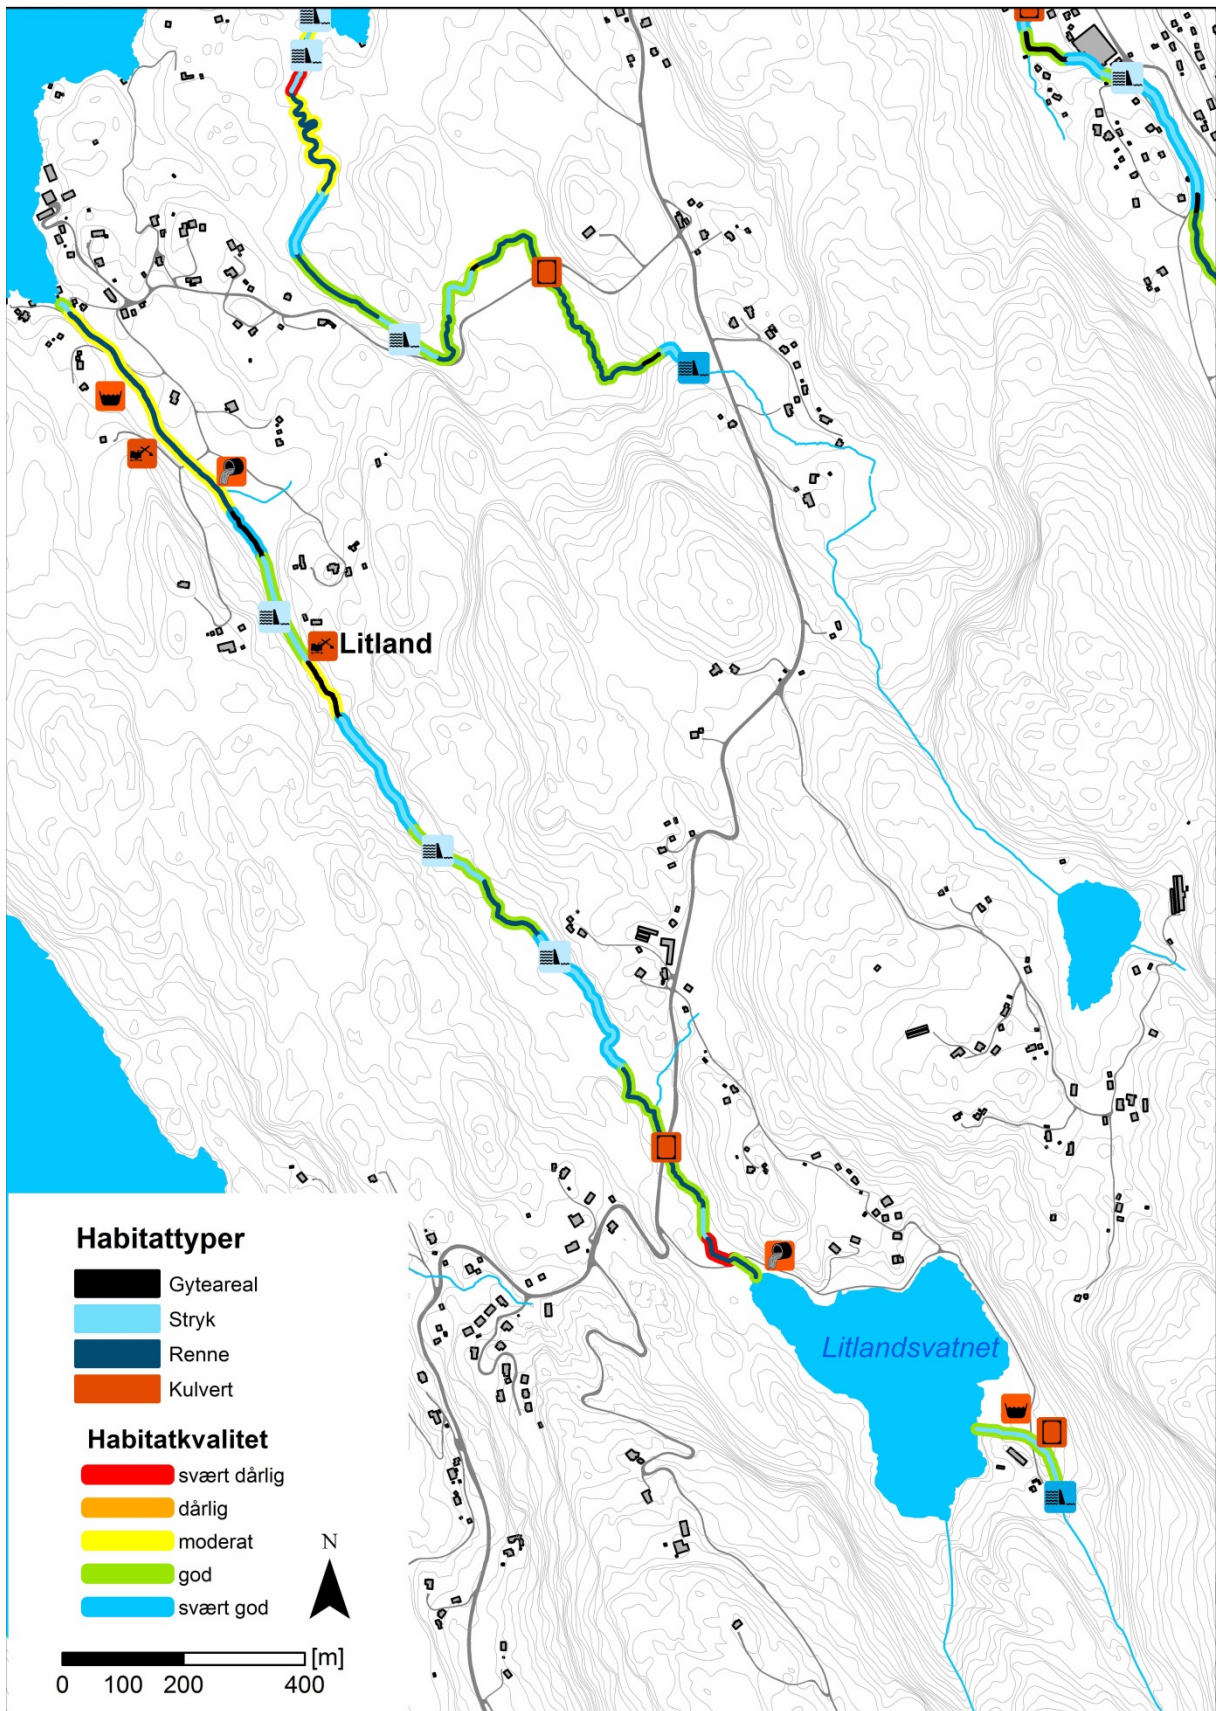 Litland
Litlandsvatnet
Habitattyper
Gyteareal
Stryk
Renne
Kulvert
Habitatkvalitet
svært dårlig
dårlig
moderat
god
svært god
N
[m]
0 100 200 400